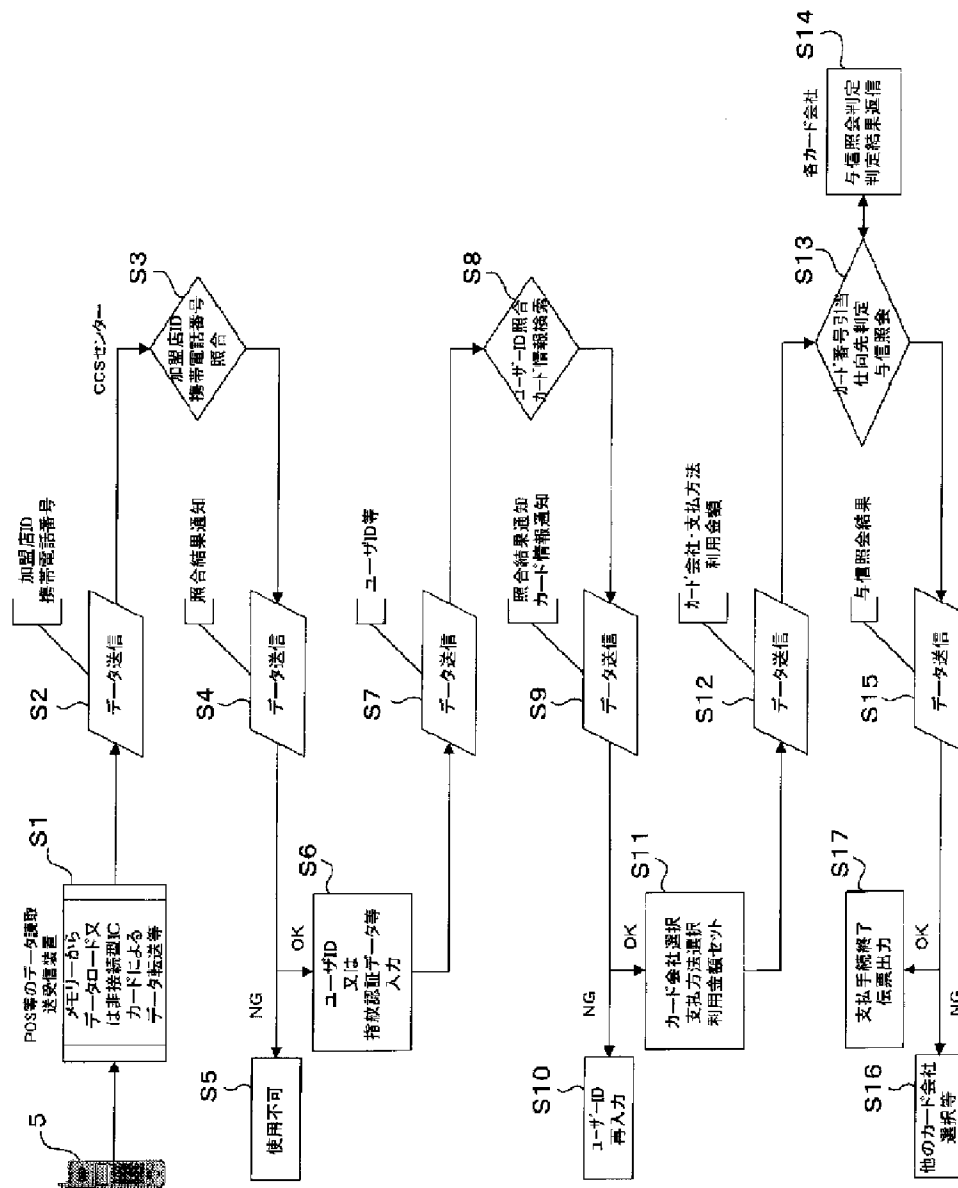 5
POS等のデータ読取
送受信装置
S1
メモリーから
データロード又
は非接続型IC
カードによる
データ転送等
S2
データ送信
加盟店ID
携帯電話番号
CCSセンター
S3
加盟店ID
携帯電話番号
照合
照合結果通知
S4
データ送信
NG
OK
S5
使用不可
S6
ユーザID
又は
指紋認証データ等
入力
S7
データ送信
ユーザID等
S8
ユーザーID照合
カード情報検索
照合結果通知
カード情報通知
S9
データ送信
NG
OK
S10
ユーザーID
再入力
S11
カード会社選択
支払方法選択
利用金額セット
S12
データ送信
カード会社・支払方法
利用金額
S13
カード番号引当
仕向先判定
与信照会
各カード会社
S14
与信照会判定
判定結果返信
与信照会結果
S15
データ送信
NG
OK
S16
他のカード会社
選択等
S17
支払手続終了
伝票出力